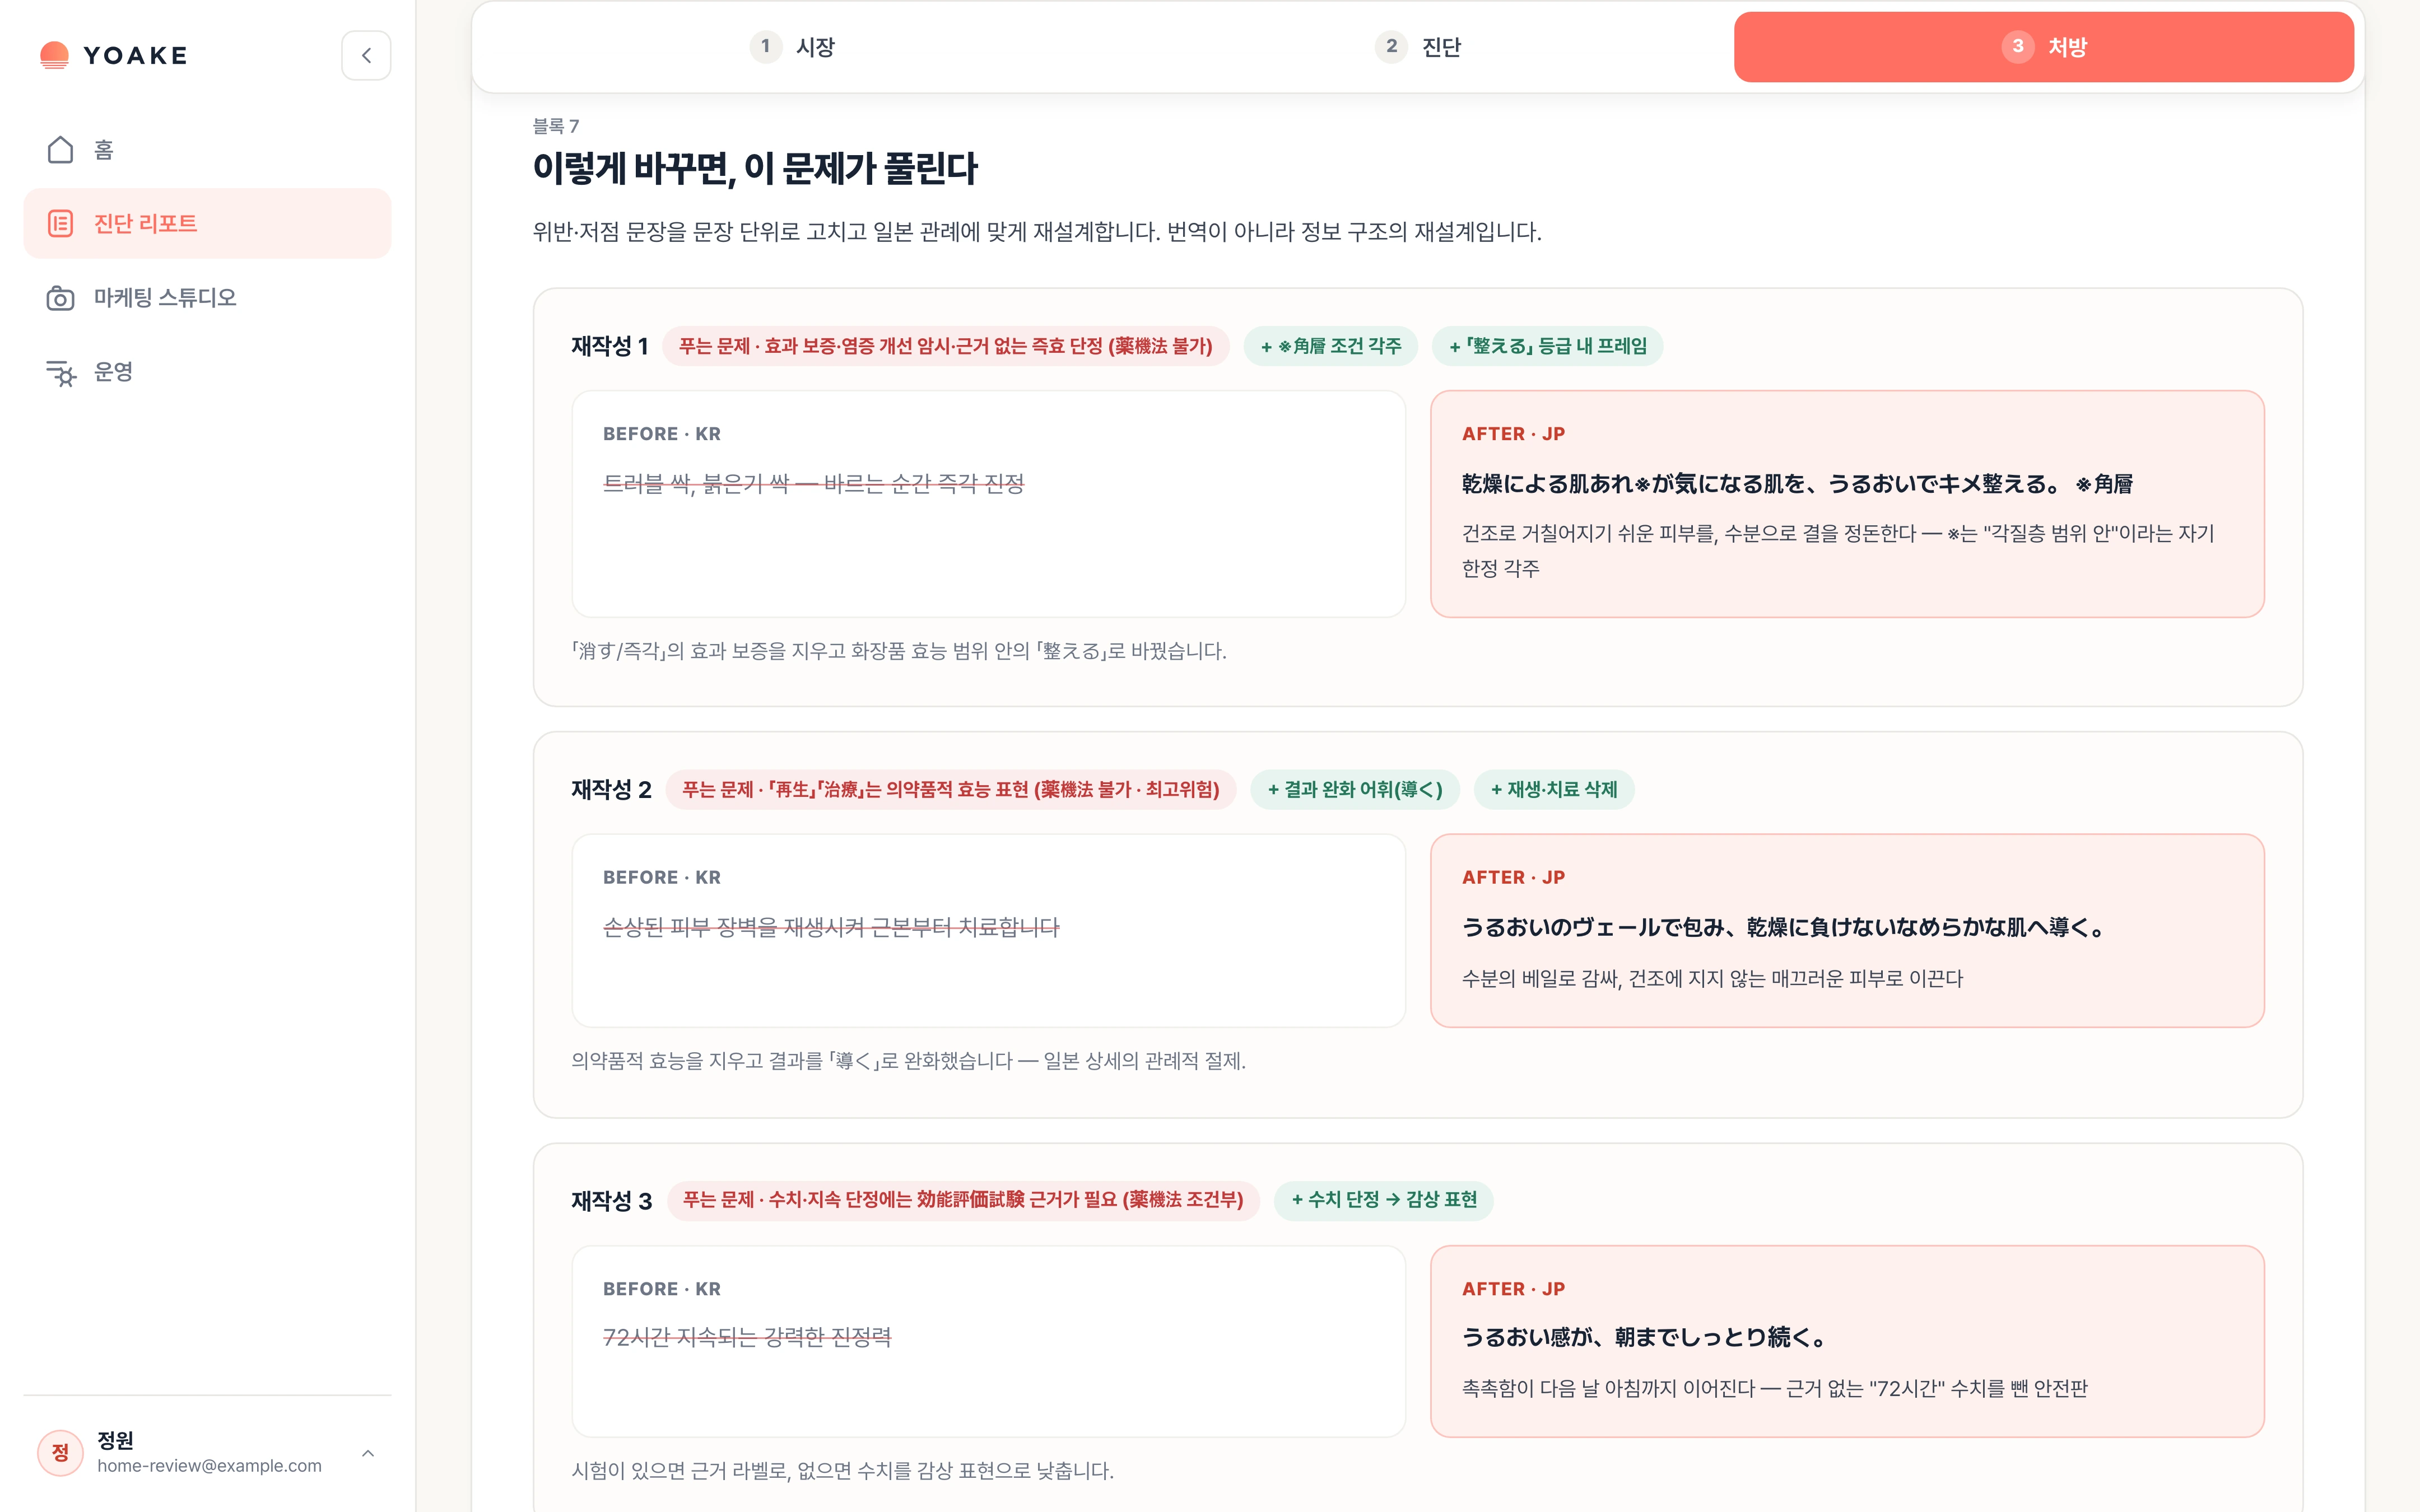 YOAKE
홈
진단 리포트
마케팅 스튜디오
운영
정
정원
home-review@example.com
1 시장
2 진단
3 처방
블록 7
이렇게 바꾸면, 이 문제가 풀린다
위반·저점 문장을 문장 단위로 고치고 일본 관례에 맞게 재설계합니다. 번역이 아니라 정보 구조의 재설계입니다.
재작성 1 푸는 문제 · 효과 보증·염증 개선 암시·근거 없는 즉효 단정 (薬機法 불가) + ※角層 조건 각주 + 「整える」 등급 내 프레임
BEFORE · KR
트러블 싹, 붉은기 싹 — 바르는 순간 즉각 진정
AFTER · JP
乾燥による肌あれ※が気になる肌を、うるおいでキメ整える。 ※角層
건조로 거칠어지기 쉬운 피부를, 수분으로 결을 정돈한다 — ※는 "각질층 범위 안"이라는 자기
한정 각주
「消す/즉각」의 효과 보증을 지우고 화장품 효능 범위 안의 「整える」로 바꿨습니다.
재작성 2 푸는 문제 · 「再生」「治療」는 의약품적 효능 표현 (薬機法 불가 · 최고위험) + 결과 완화 어휘(導く) + 재생·치료 삭제
BEFORE · KR
손상된 피부 장벽을 재생시켜 근본부터 치료합니다
AFTER · JP
うるおいのヴェールで包み、乾燥に負けないなめらかな肌へ導く。
수분의 베일로 감싸, 건조에 지지 않는 매끄러운 피부로 이끈다
의약품적 효능을 지우고 결과를 「導く」로 완화했습니다 — 일본 상세의 관례적 절제.
재작성 3 푸는 문제 · 수치·지속 단정에는 効能評価試験 근거가 필요 (薬機法 조건부) + 수치 단정 → 감상 표현
BEFORE · KR
72시간 지속되는 강력한 진정력
AFTER · JP
うるおい感が、朝までしっとり続く。
촉촉함이 다음 날 아침까지 이어진다 — 근거 없는 "72시간" 수치를 뺀 안전판
시험이 있으면 근거 라벨로, 없으면 수치를 감상 표현으로 낮춥니다.